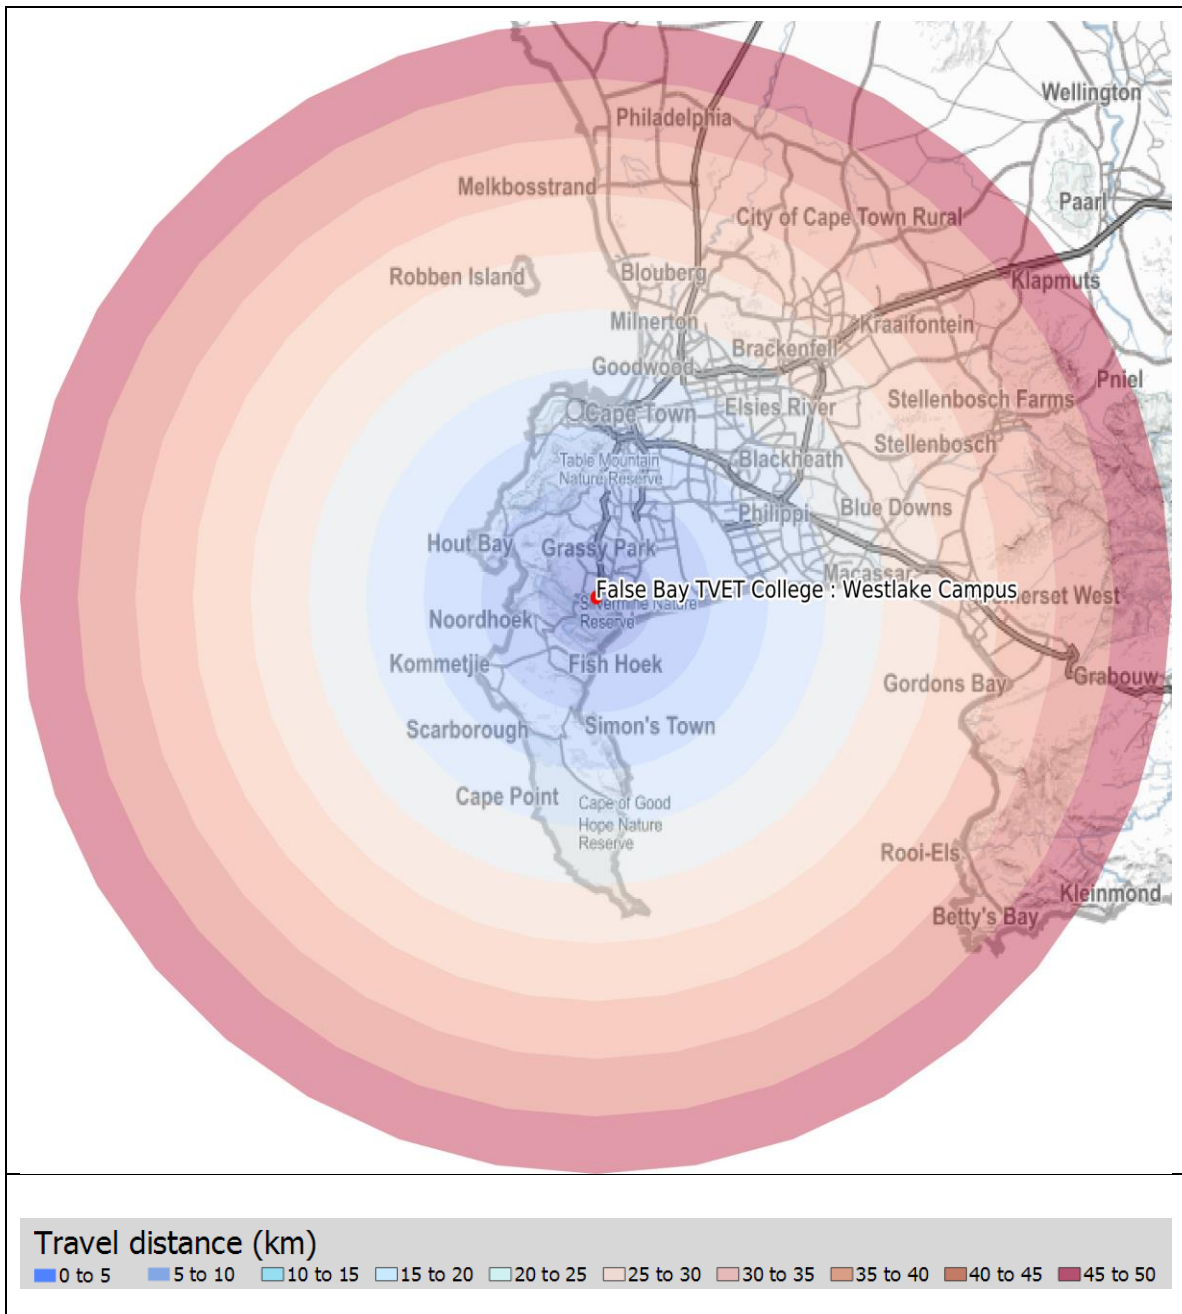 Wellington
Philadelphia
Paarl
Melkbosstrand
City of Cape Town Rural
Robben Island
Blouberg
Klapmuts
Milnerton
Kraaifontein
Brackenfell
Goodwood
Pniel
Stellenbosch Farms
Cape Town
Elsies River
Stellenbosch
Table Mountain
Nature Reserve
Blackheath
Philippi
Blue Downs
Hout Bay
Grassy Park
Macassar
False Bay TVET College : Westlake Campus
Silvermine Nature
Reserve
merset West
Noordhoek
Kommetjie
Fish Hoek
Gordons Bay
Grabouw
Scarborough
Simon's Town
Cape Point
Cape of Good
Hope Nature
Reserve
Rooi-Els
Kleinmond
Betty's Bay
Travel distance (km)
0 to 5 5 to 10 10 to 15 15 to 20 20 to 25 25 to 30 30 to 35 35 to 40 40 to 45 45 to 50